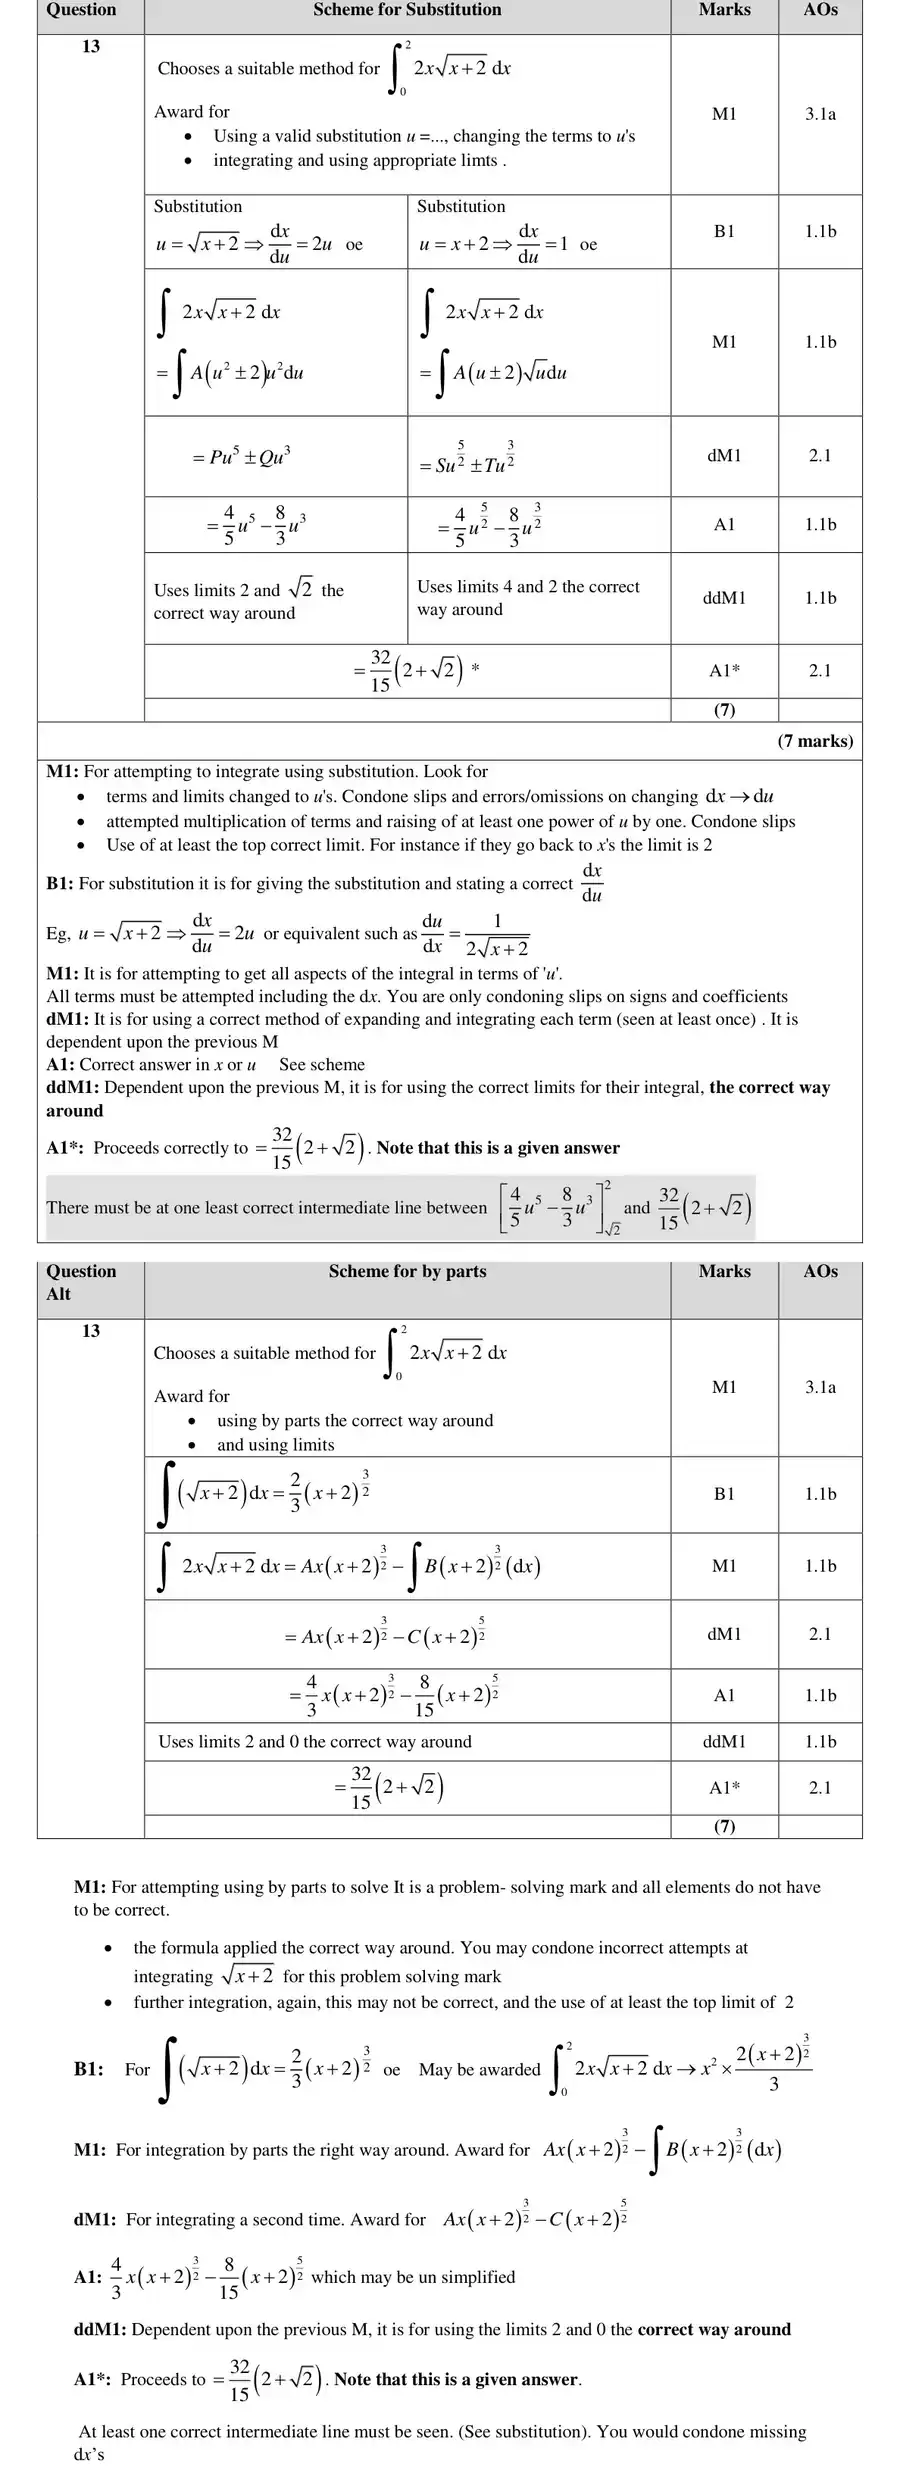 Question Scheme for Substitution Marks AOs
13 Chooses a suitable method for ∫₀² 2x√(x+2) dx
Award for
• Using a valid substitution u =..., changing the terms to u's
• integrating and using appropriate limts .
M1 3.1a
Substitution
u = √(x+2) ⇒ dx/du = 2u oe
Substitution
u = x+2 ⇒ dx/du = 1 oe
B1 1.1b
∫ 2x√(x+2) dx
= ∫ A(u² ± 2)u² du
∫ 2x√(x+2) dx
= ∫ A(u ± 2)√u du
M1 1.1b
= Pu⁵ ± Qu³
= Su^(5/2) ± Tu^(3/2)
dM1 2.1
= 4/5 u⁵ − 8/3 u³
= 4/5 u^(5/2) − 8/3 u^(3/2)
A1 1.1b
Uses limits 2 and √2 the
correct way around
Uses limits 4 and 2 the correct
way around
ddM1 1.1b
= 32/15 (2+√2) *
A1* 2.1
(7)
(7 marks)
M1: For attempting to integrate using substitution. Look for
• terms and limits changed to u's. Condone slips and errors/omissions on changing dx → du
• attempted multiplication of terms and raising of at least one power of u by one. Condone slips
• Use of at least the top correct limit. For instance if they go back to x's the limit is 2
B1: For substitution it is for giving the substitution and stating a correct dx/du
Eg, u = √(x+2) ⇒ dx/du = 2u or equivalent such as du/dx = 1/(2√(x+2))
M1: It is for attempting to get all aspects of the integral in terms of 'u'.
All terms must be attempted including the dx. You are only condoning slips on signs and coefficients
dM1: It is for using a correct method of expanding and integrating each term (seen at least once) . It is
dependent upon the previous M
A1: Correct answer in x or u See scheme
ddM1: Dependent upon the previous M, it is for using the correct limits for their integral, the correct way
around
A1*: Proceeds correctly to = 32/15 (2+√2). Note that this is a given answer
There must be at one least correct intermediate line between [4/5 u⁵ − 8/3 u³]_√2^2 and 32/15 (2+√2)
Question Scheme for by parts Marks AOs
Alt
13 Chooses a suitable method for ∫₀² 2x√(x+2) dx
Award for
• using by parts the correct way around
• and using limits
M1 3.1a
∫ (√(x+2)) dx = 2/3 (x+2)^(3/2) B1 1.1b
∫ 2x√(x+2) dx = Ax(x+2)^(3/2) − ∫ B(x+2)^(3/2) (dx) M1 1.1b
= Ax(x+2)^(3/2) − C(x+2)^(5/2) dM1 2.1
= 4/3 x(x+2)^(3/2) − 8/15 (x+2)^(5/2) A1 1.1b
Uses limits 2 and 0 the correct way around ddM1 1.1b
= 32/15 (2+√2) A1* 2.1
(7)
M1: For attempting using by parts to solve It is a problem- solving mark and all elements do not have
to be correct.
• the formula applied the correct way around. You may condone incorrect attempts at
integrating √(x+2) for this problem solving mark
• further integration, again, this may not be correct, and the use of at least the top limit of 2
B1: For ∫ (√(x+2)) dx = 2/3 (x+2)^(3/2) oe May be awarded ∫₀² 2x√(x+2) dx → x² × 2(x+2)^(3/2)/3
M1: For integration by parts the right way around. Award for Ax(x+2)^(3/2) − ∫ B(x+2)^(3/2) (dx)
dM1: For integrating a second time. Award for Ax(x+2)^(3/2) − C(x+2)^(5/2)
A1: 4/3 x(x+2)^(3/2) − 8/15 (x+2)^(5/2) which may be un simplified
ddM1: Dependent upon the previous M, it is for using the limits 2 and 0 the correct way around
A1*: Proceeds to = 32/15 (2+√2). Note that this is a given answer.
At least one correct intermediate line must be seen. (See substitution). You would condone missing
dx's